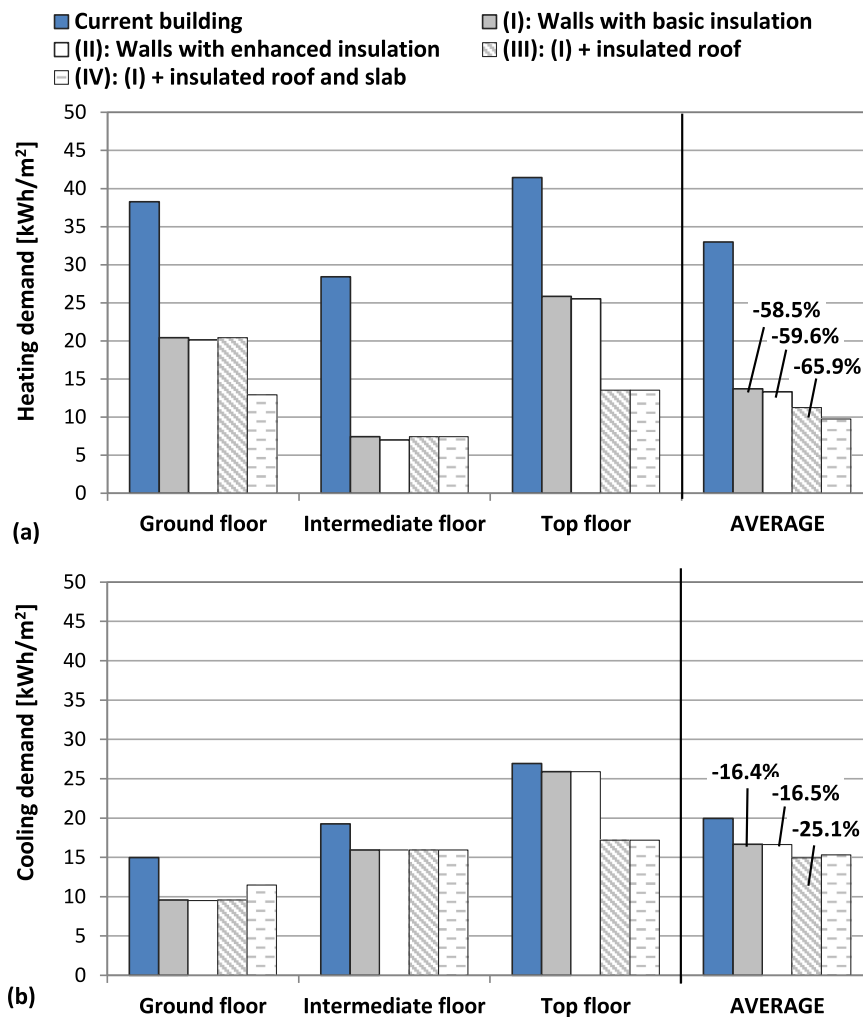 Current building
(I): Walls with basic insulation
(II): Walls with enhanced insulation
(III): (I) + insulated roof
(IV): (I) + insulated roof and slab
Heating demand [kWh/m²]
50
45
40
35
30
25
20
15
10
5
0
-58.5%
-59.6%
-65.9%
Ground floor
Intermediate floor
Top floor
AVERAGE
(a)
Cooling demand [kWh/m²]
50
45
40
35
30
25
20
15
10
5
0
-16.4%
-16.5%
-25.1%
Ground floor
Intermediate floor
Top floor
AVERAGE
(b)